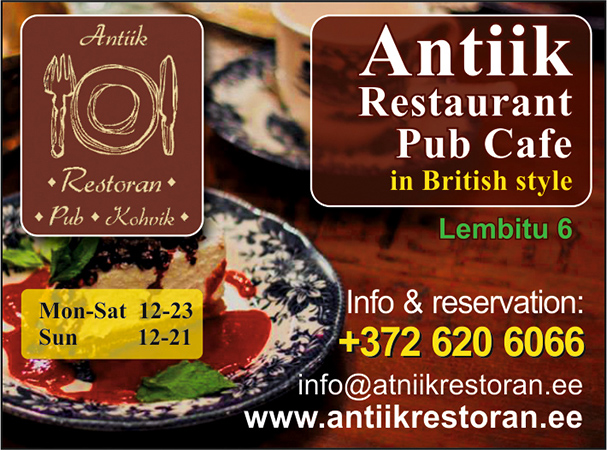 Antiik
Restoran
Pub Kohvik
Antiik
Restaurant
Pub Cafe
in British style
Lembitu 6
Mon-Sat 12-23
Sun 12-21
Info & reservation:
+372 620 6066
info@atniikrestoran.ee
www.antiikrestoran.ee